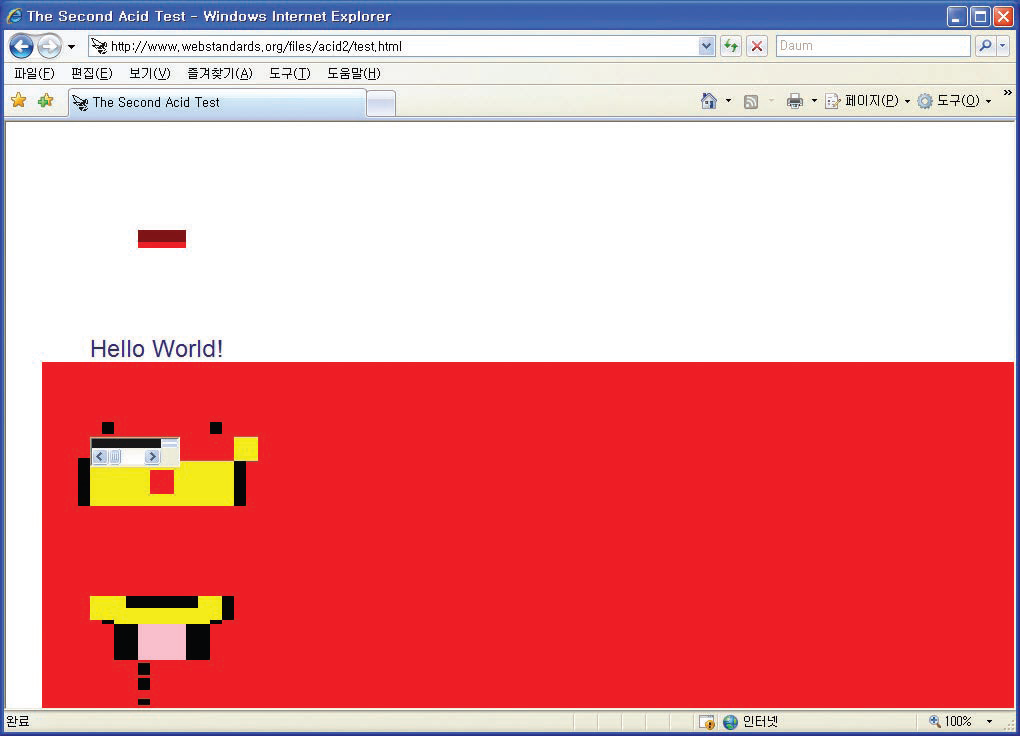 The Second Acid Test - Windows Internet Explorer
http://www.webstandards.org/files/acid2/test.html
Daum
파일(F) 편집(E) 보기(V) 즐겨찾기(A) 도구(T) 도움말(H)
The Second Acid Test
페이지(P) 도구(O) »
Hello World!
완료
인터넷
100%